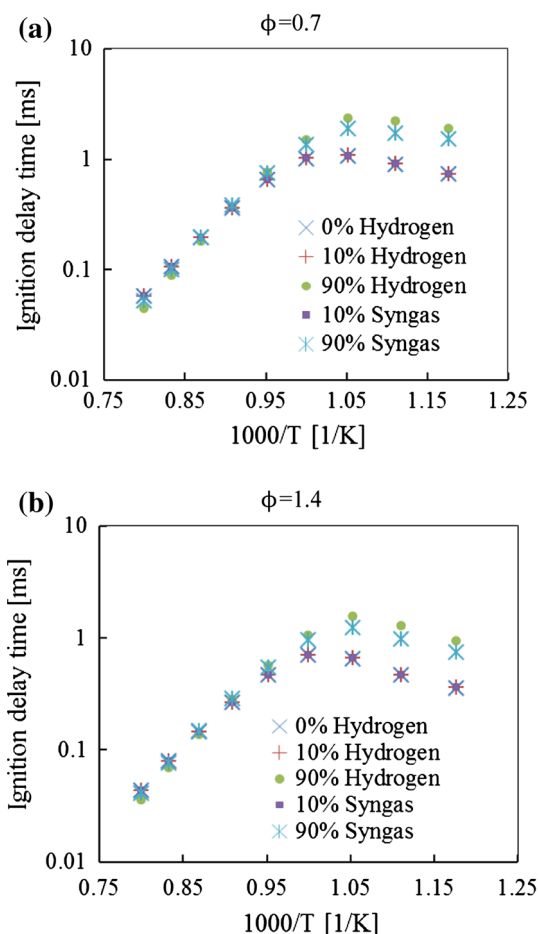 (a)
ϕ=0.7
Ignition delay time [ms]
10
1
0.1
0.01
0% Hydrogen
10% Hydrogen
90% Hydrogen
10% Syngas
90% Syngas
0.75 0.85 0.95 1.05 1.15 1.25
1000/T [1/K]
(b)
ϕ=1.4
Ignition delay time [ms]
10
1
0.1
0.01
0% Hydrogen
10% Hydrogen
90% Hydrogen
10% Syngas
90% Syngas
0.75 0.85 0.95 1.05 1.15 1.25
1000/T [1/K]